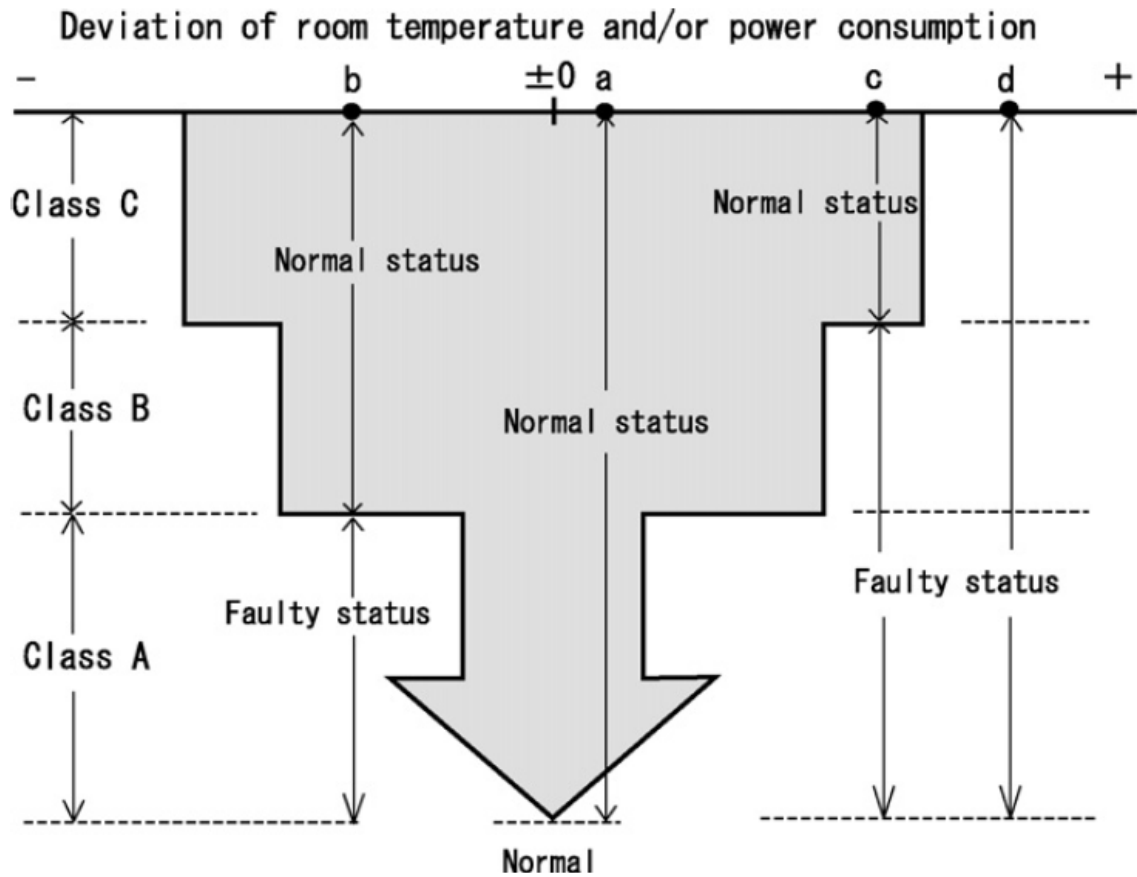 Deviation of room temperature and/or power consumption
- b ±0 a c d +
Class C
Normal status
Normal status
Class B
Normal status
Faulty status
Faulty status
Class A
Normal